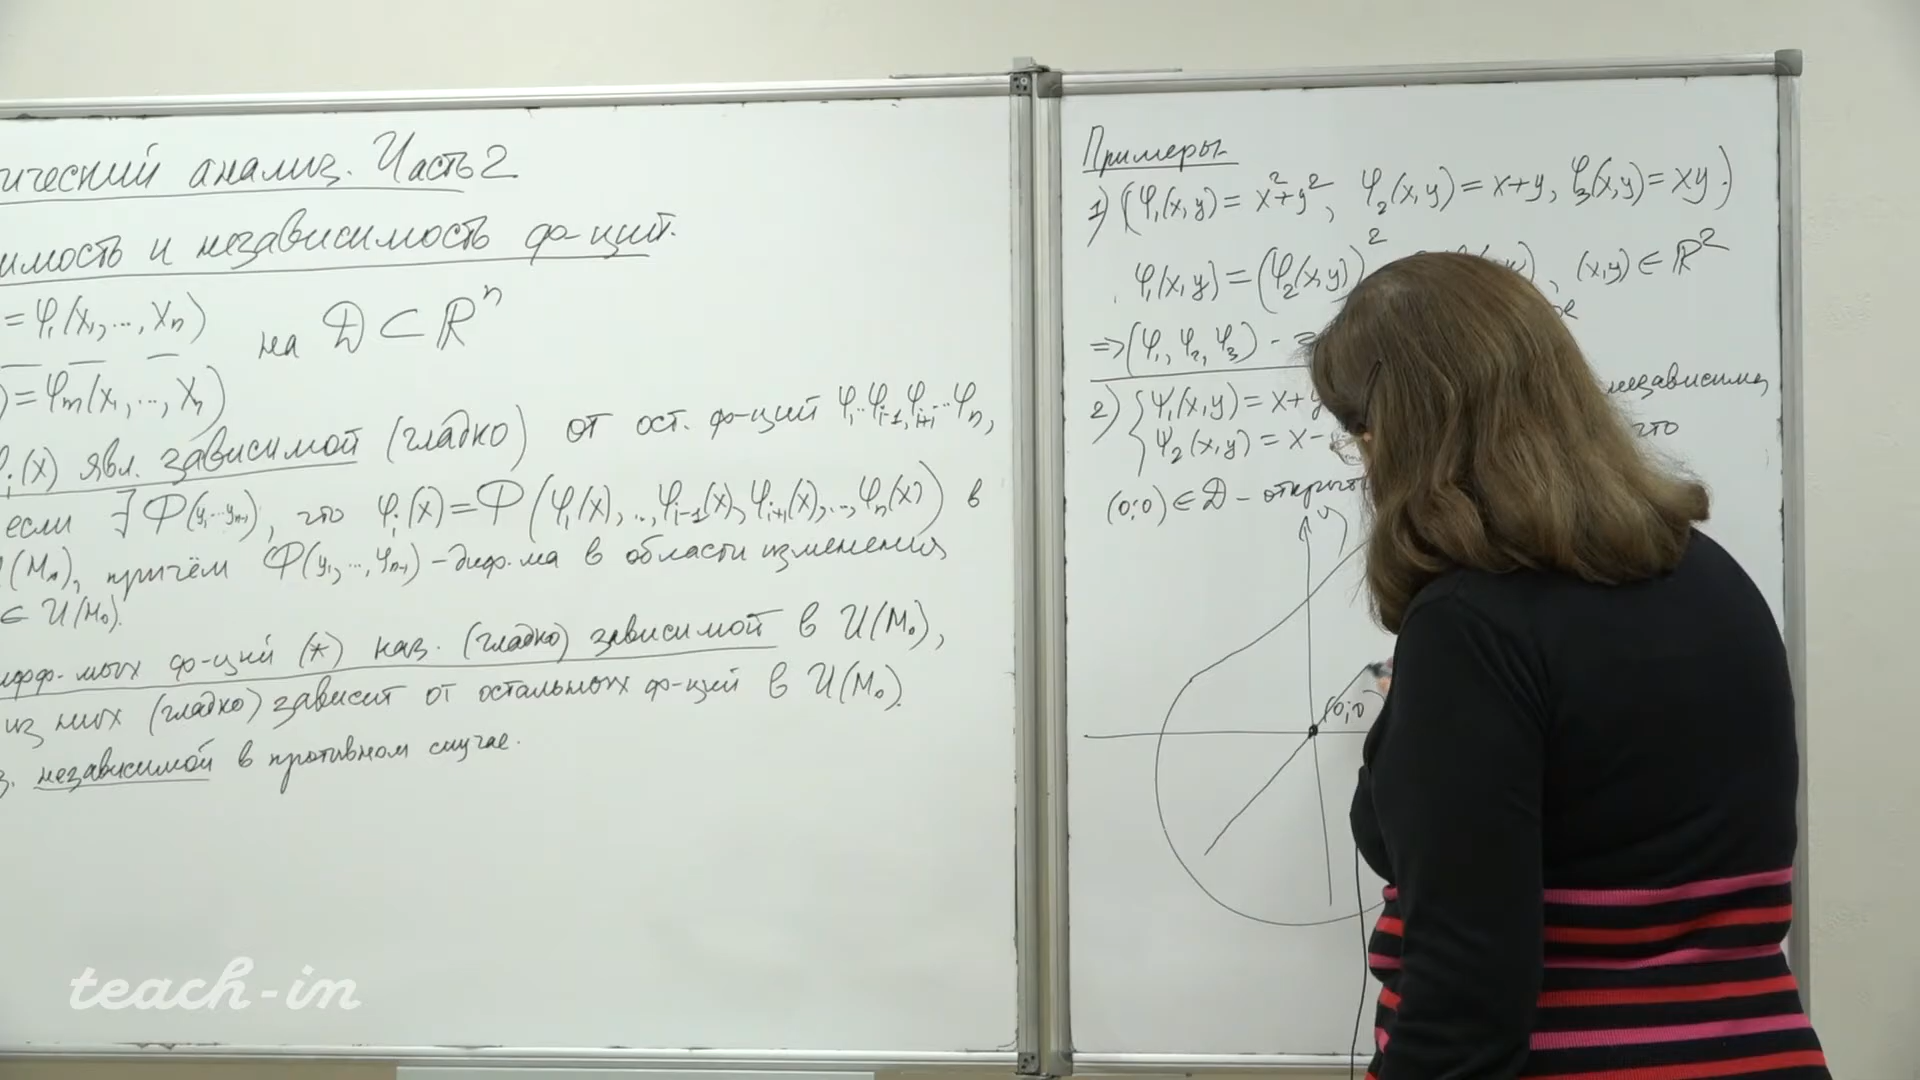 ический анализ. Часть 2
имость и независимость ф-ций.
= φ₁(x₁,..., xₙ) на D ⊂ ℝⁿ
) = φₘ(x₁,..., xₙ)
φᵢ(x) явл. зависимой (гладко) от ост. ф-ций φ₁..φᵢ₋₁,φᵢ₊₁...φₙ,
если ∃ Φ(y₁...yₙ₋₁), что φᵢ(x) = Φ(φ₁(x),..., φᵢ₋₁(x), φᵢ₊₁(x),..., φₙ(x)) в
(M₀), причём Φ(y₁,..., yₙ₋₁) – диф.ма в области изменения
∈ U(M₀).
дифф-мых ф-ций (*) наз. (гладко) зависимой в U(M₀),
из них (гладко) зависит от остальных ф-ций в U(M₀).
з. независимой в противном случае.
Примеры
1) (φ₁(x,y) = x²+y², φ₂(x,y) = x+y, φ₃(x,y) = xy.)
φ₁(x,y) = (φ₂(x,y))² , (x,y) ∈ ℝ²
=> (φ₁, φ₂, φ₃) - з
2) { ψ₁(x,y) = x+y независимы
ψ₂(x,y) = x- что
(0;0) ∈ D – открыт
y
(0;0)
teach-in